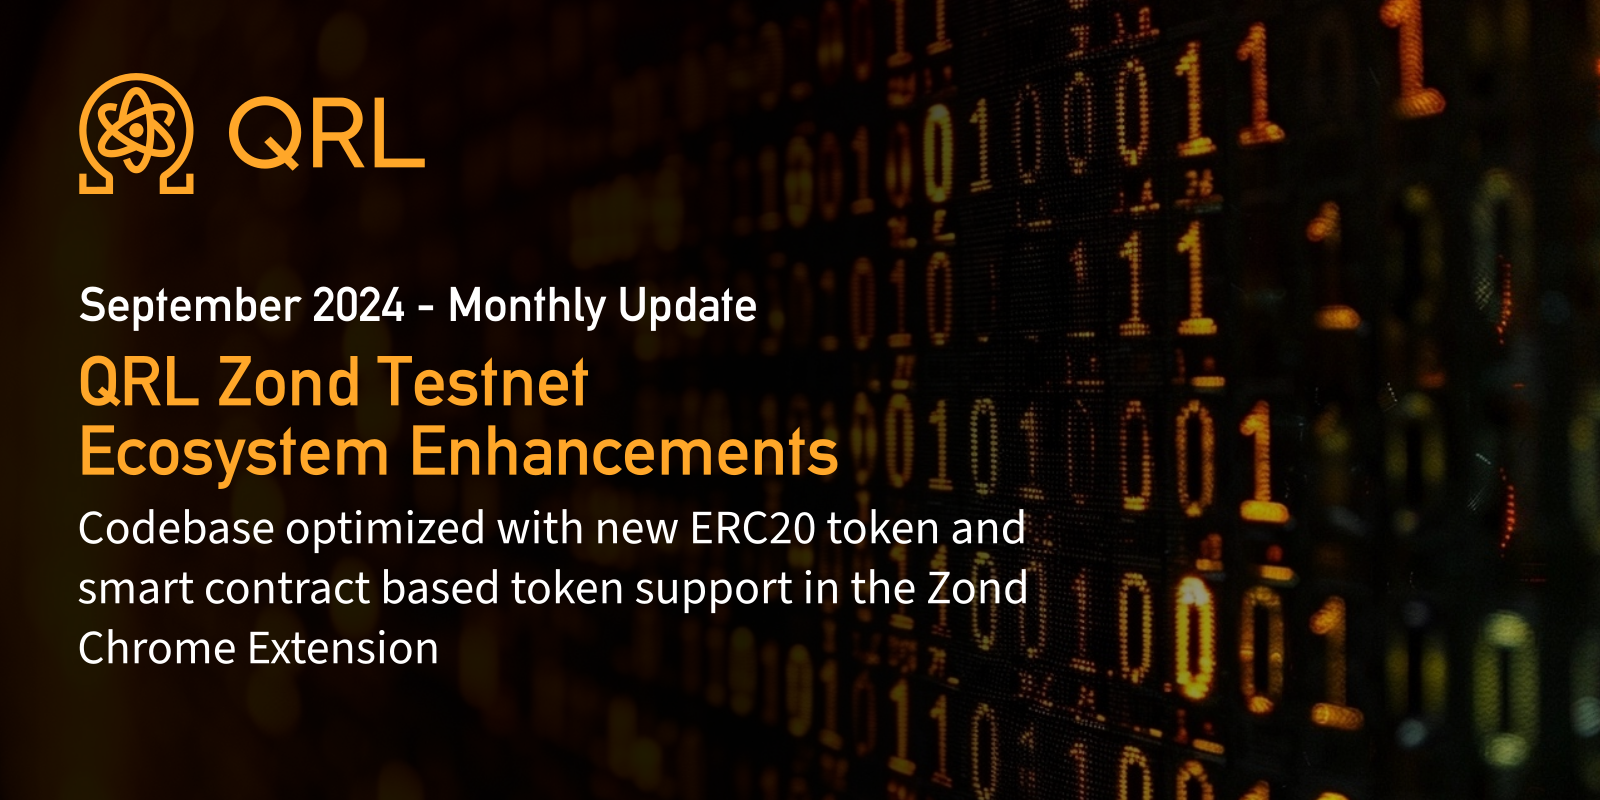 QRL
September 2024 - Monthly Update
QRL Zond Testnet
Ecosystem Enhancements
Codebase optimized with new ERC20 token and
smart contract based token support in the Zond
Chrome Extension